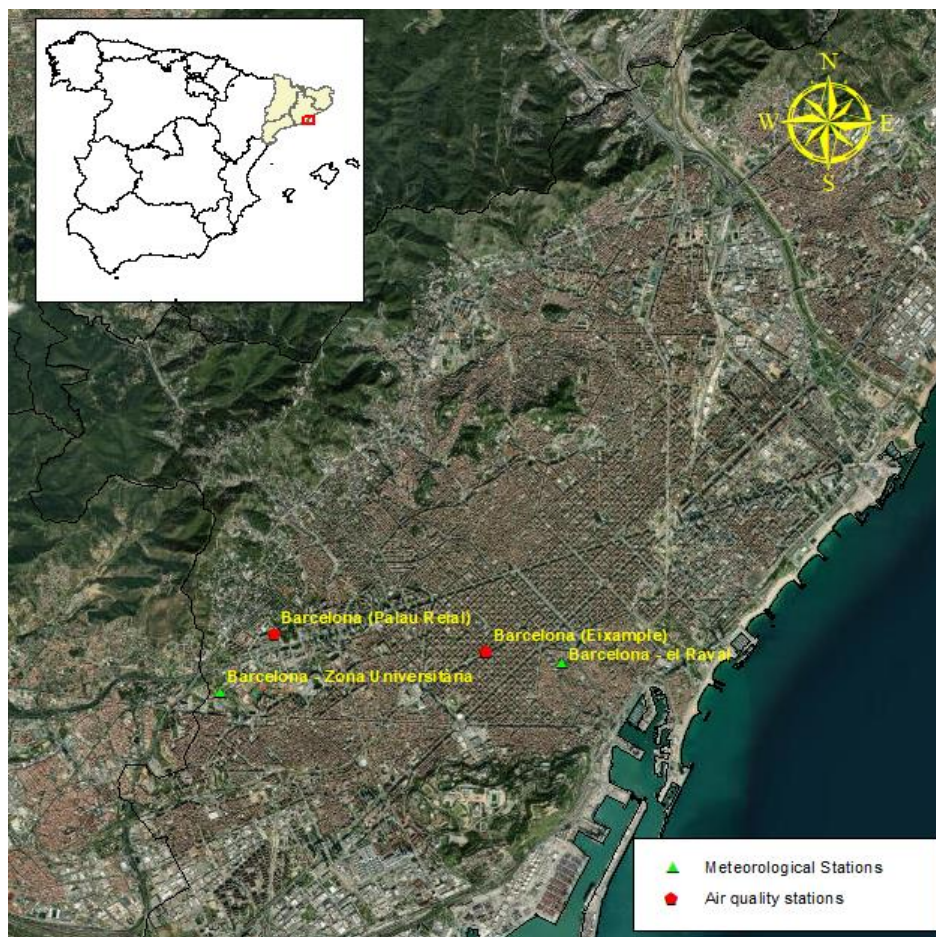 N
W E
S
Barcelona (Palau Reial)
Barcelona (Eixample)
Barcelona - el Raval
Barcelona - Zona Universitària
Meteorological Stations
Air quality stations